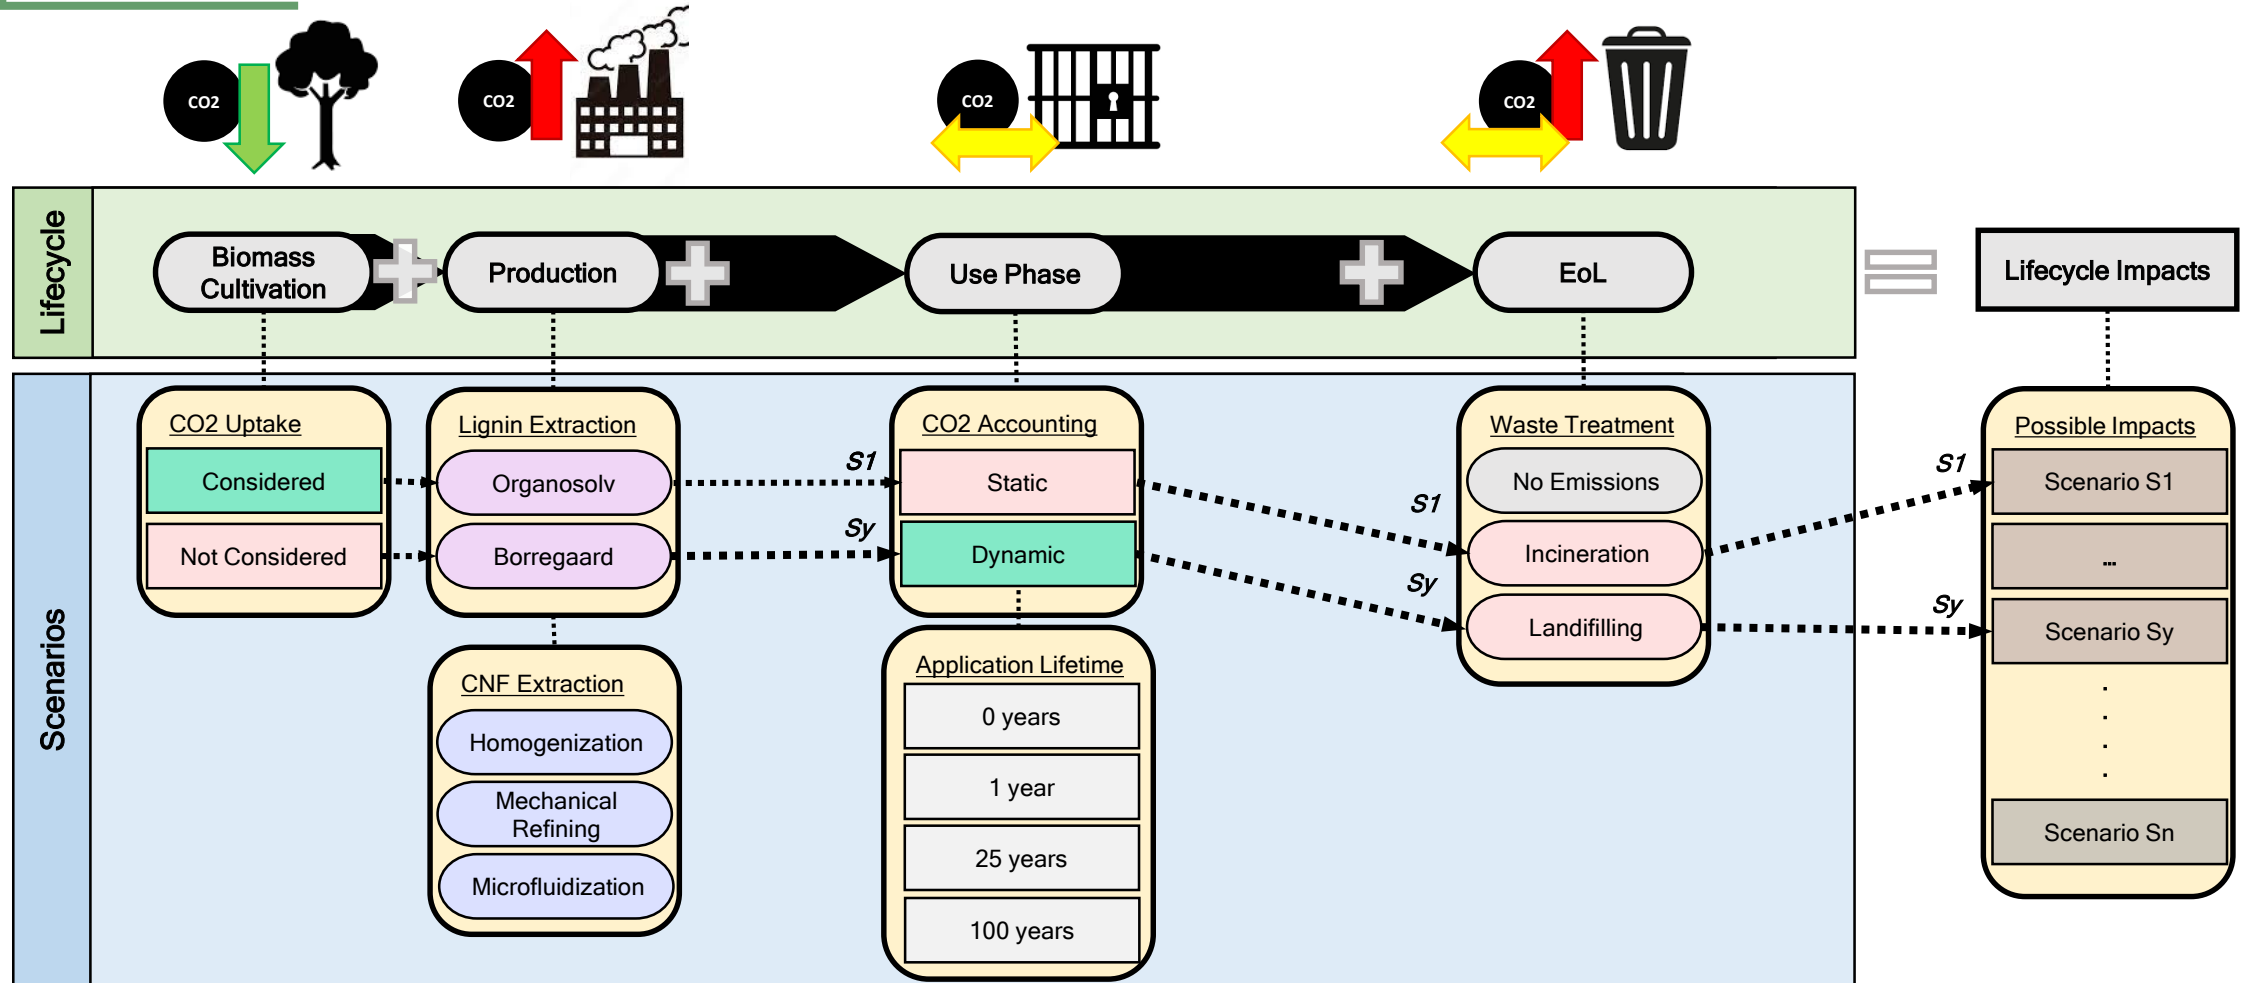 CO2
CO2
CO2
CO2
Lifecycle
Biomass
Cultivation
Production
Use Phase
EoL
Lifecycle Impacts
Scenarios
CO2 Uptake
Considered
Not Considered
Lignin Extraction
Organosolv
Borregaard
CNF Extraction
Homogenization
Mechanical
Refining
Microfluidization
S1
Sy
CO2 Accounting
Static
Dynamic
Application Lifetime
0 years
1 year
25 years
100 years
S1
Sy
Waste Treatment
No Emissions
Incineration
Landifilling
S1
Sy
Possible Impacts
Scenario S1
...
Scenario Sy
.
.
.
.
Scenario Sn